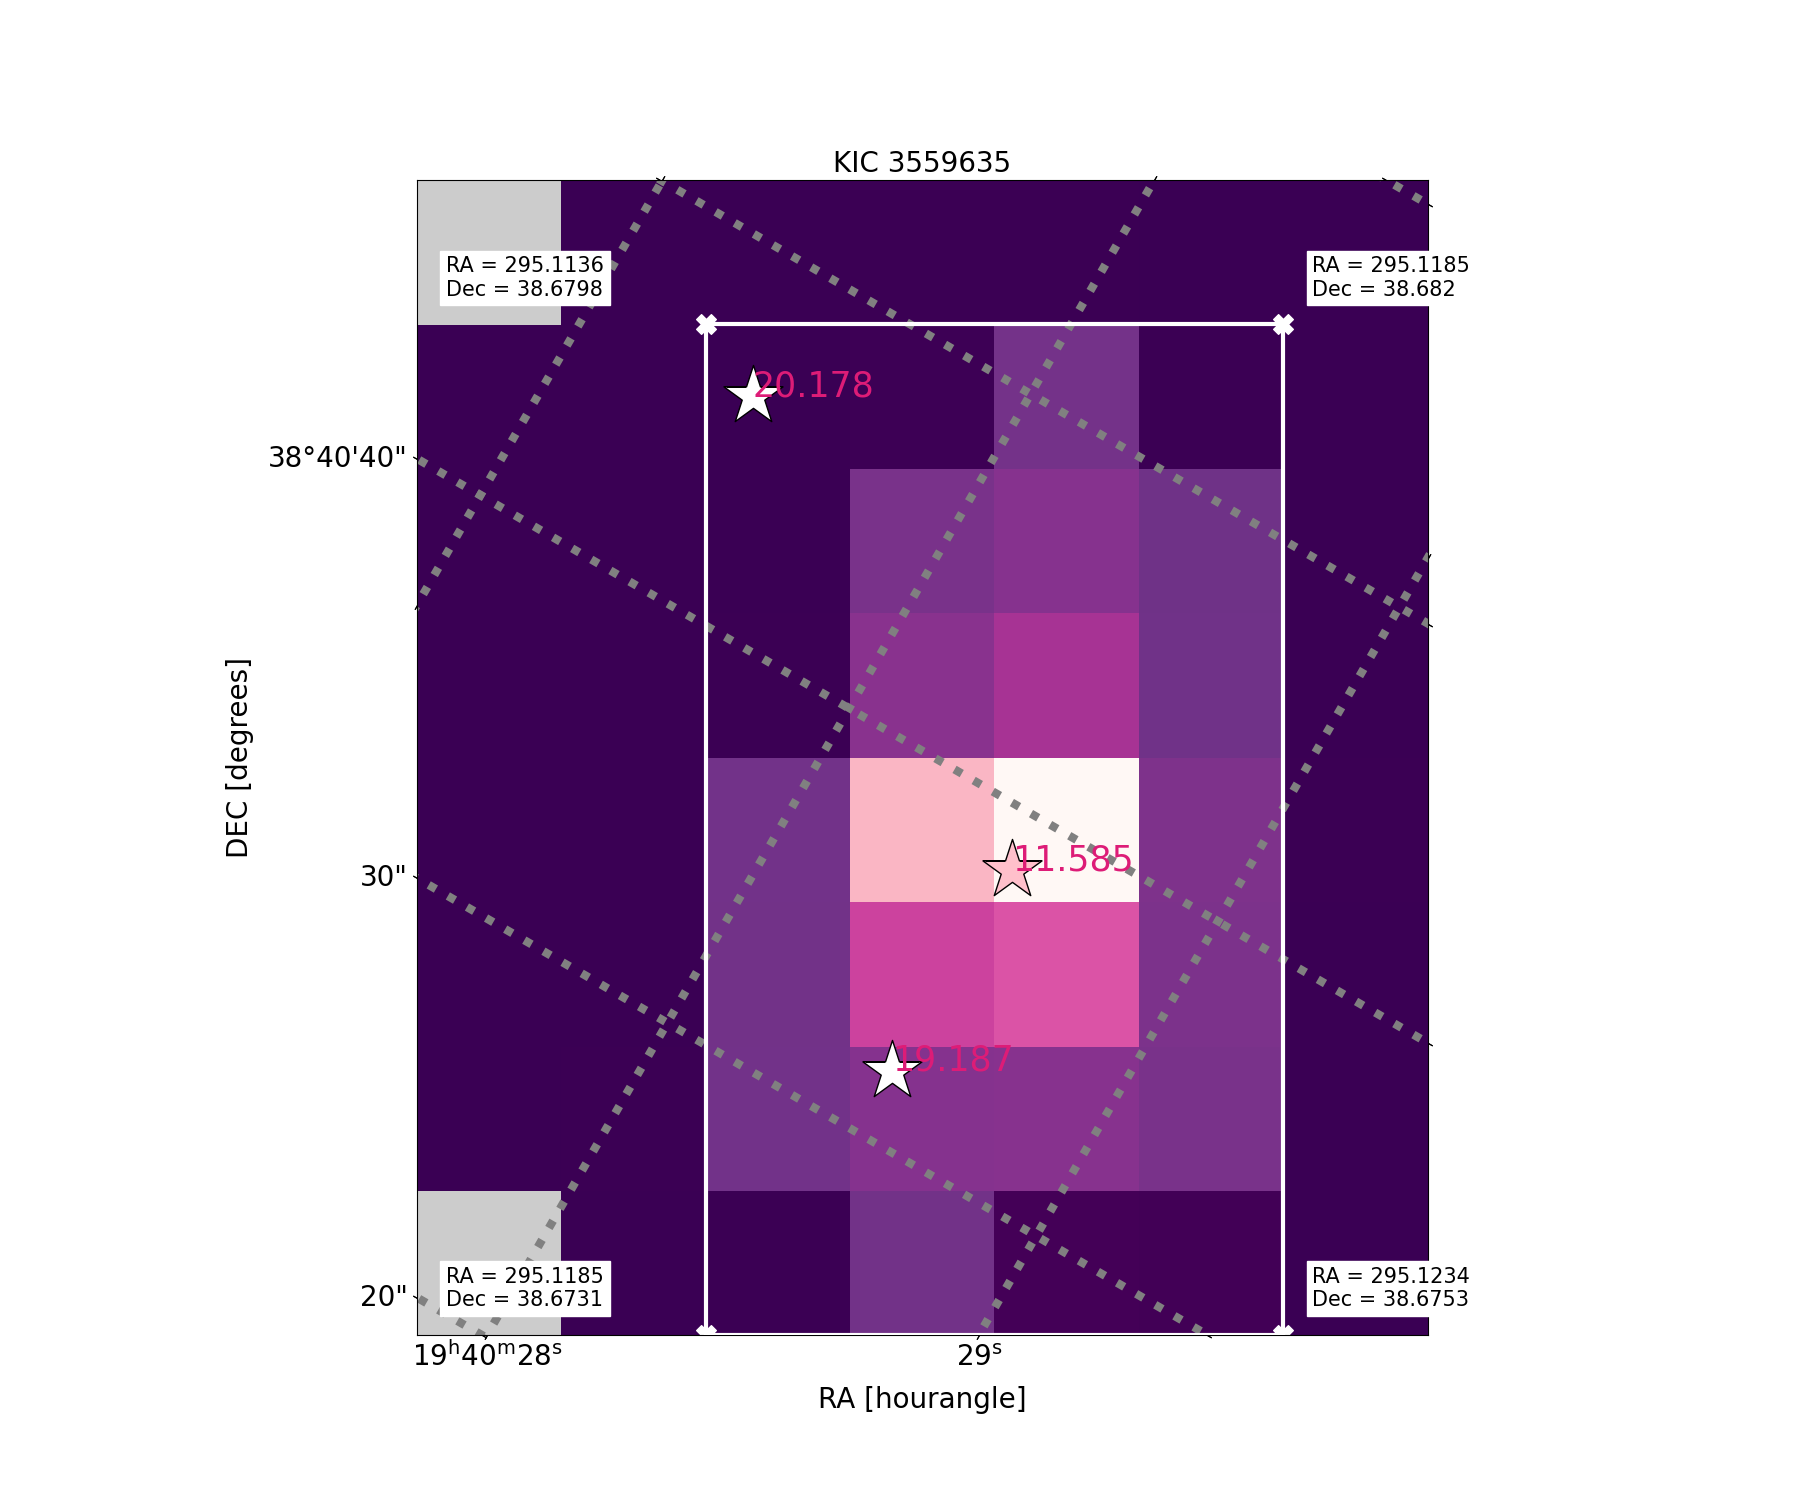 KIC 3559635
RA = 295.1136
Dec = 38.6798
RA = 295.1185
Dec = 38.682
20.178
38°40'40"
DEC [degrees]
11.585
30"
19.187
RA = 295.1185
Dec = 38.6731
RA = 295.1234
Dec = 38.6753
20"
19ʰ40ᵐ28ˢ
29ˢ
RA [hourangle]